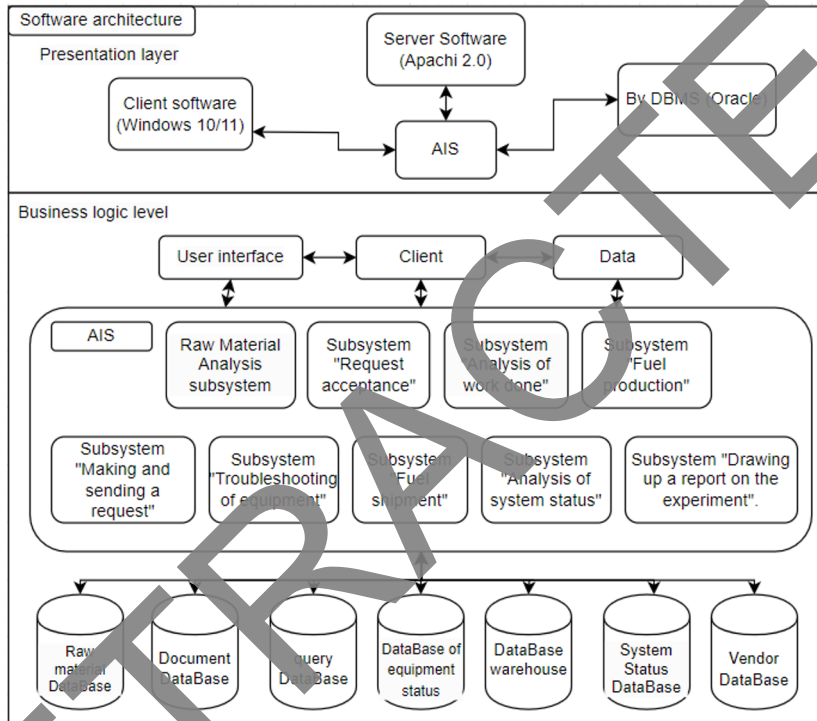 Software architecture
Presentation layer
Server Software
(Apachi 2.0)
Client software
(Windows 10/11)
By DBMS (Oracle)
AIS
Business logic level
User interface
Client
Data
AIS
Raw Material
Analysis
subsystem
Subsystem
"Request
acceptance"
Subsystem
"Analysis of
work done"
Subsystem
"Fuel
production"
Subsystem
"Making and
sending a
request"
Subsystem
"Troubleshooting
of equipment"
Subsystem
"Fuel
shipment"
Subsystem
"Analysis of
system status"
Subsystem "Drawing
up a report on the
experiment".
Raw
material
DataBase
Document
DataBase
query
DataBase
DataBase of
equipment
status
DataBase
warehouse
System
Status
DataBase
Vendor
DataBase
TRACTE